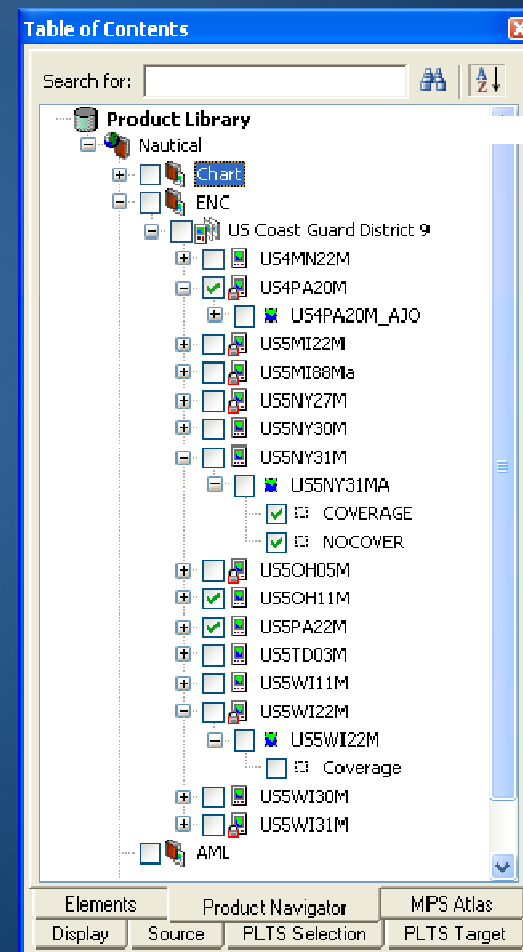 Table of Contents
Search for:
Product Library
Nautical
Chart
ENC
US Coast Guard District 9
US4MN22M
US4PA20M
US4PA20M_AJO
US5MI22M
US5MI88Ma
US5NY27M
US5NY30M
US5NY31M
US5NY31MA
COVERAGE
NOCOVER
US5OH05M
US5OH11M
US5PA22M
US5TD03M
US5WI11M
US5WI22M
US5WI22M
Coverage
US5WI30M
US5WI31M
AML
Elements Product Navigator MPS Atlas
Display Source PLTS Selection PLTS Target